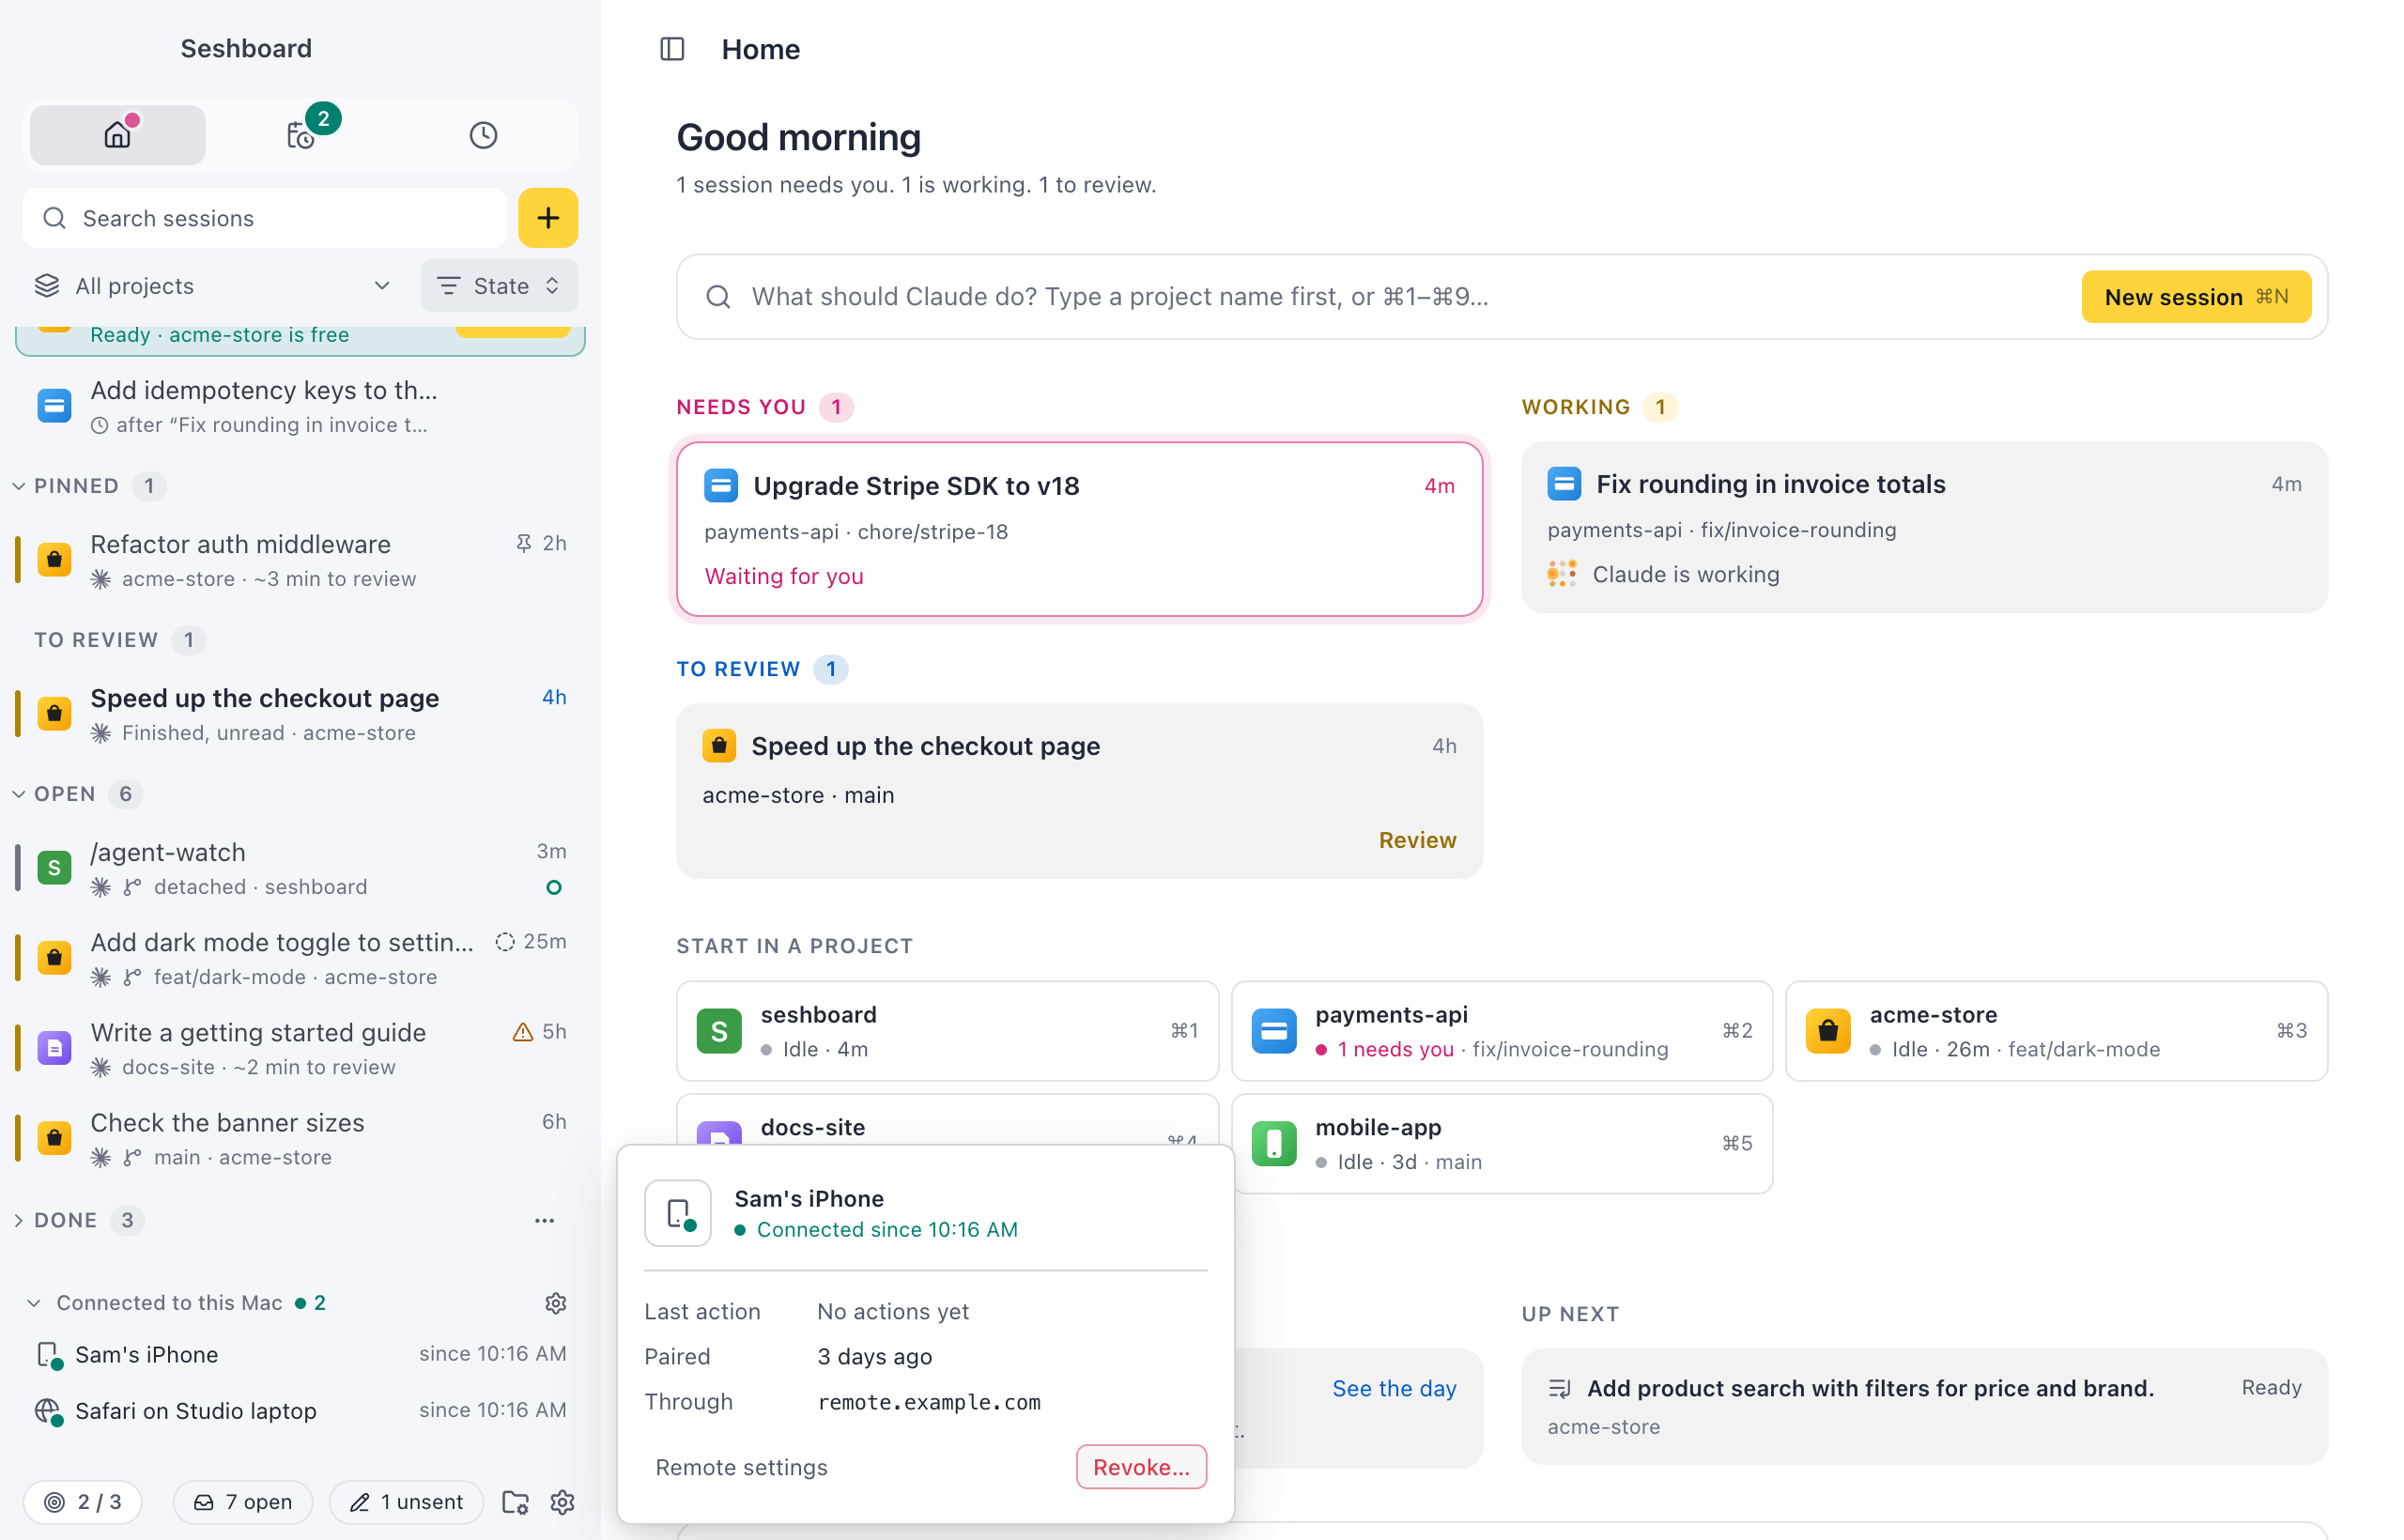 Seshboard
2
Search sessions
All projects
State
Ready · acme-store is free
Add idempotency keys to th...
after “Fix rounding in invoice t...
PINNED 1
Refactor auth middleware 2h
acme-store · ~3 min to review
TO REVIEW 1
Speed up the checkout page 4h
Finished, unread · acme-store
OPEN 6
S /agent-watch 3m
detached · seshboard
Add dark mode toggle to settin... 25m
feat/dark-mode · acme-store
Write a getting started guide 5h
docs-site · ~2 min to review
Check the banner sizes 6h
main · acme-store
DONE 3
Connected to this Mac 2
Sam's iPhone since 10:16 AM
Safari on Studio laptop since 10:16 AM
2 / 3
7 open
1 unsent
Home
Good morning
1 session needs you. 1 is working. 1 to review.
What should Claude do? Type a project name first, or ⌘1–⌘9...
New session ⌘N
NEEDS YOU 1
Upgrade Stripe SDK to v18 4m
payments-api · chore/stripe-18
Waiting for you
WORKING 1
Fix rounding in invoice totals 4m
payments-api · fix/invoice-rounding
Claude is working
TO REVIEW 1
Speed up the checkout page 4h
acme-store · main
Review
START IN A PROJECT
S seshboard ⌘1
Idle · 4m
payments-api ⌘2
1 needs you · fix/invoice-rounding
acme-store ⌘3
Idle · 26m · feat/dark-mode
docs-site ⌘4
mobile-app ⌘5
Idle · 3d · main
Sam's iPhone
Connected since 10:16 AM
Last action No actions yet
Paired 3 days ago
Through remote.example.com
Remote settings
Revoke...
See the day
UP NEXT
Add product search with filters for price and brand. Ready
acme-store